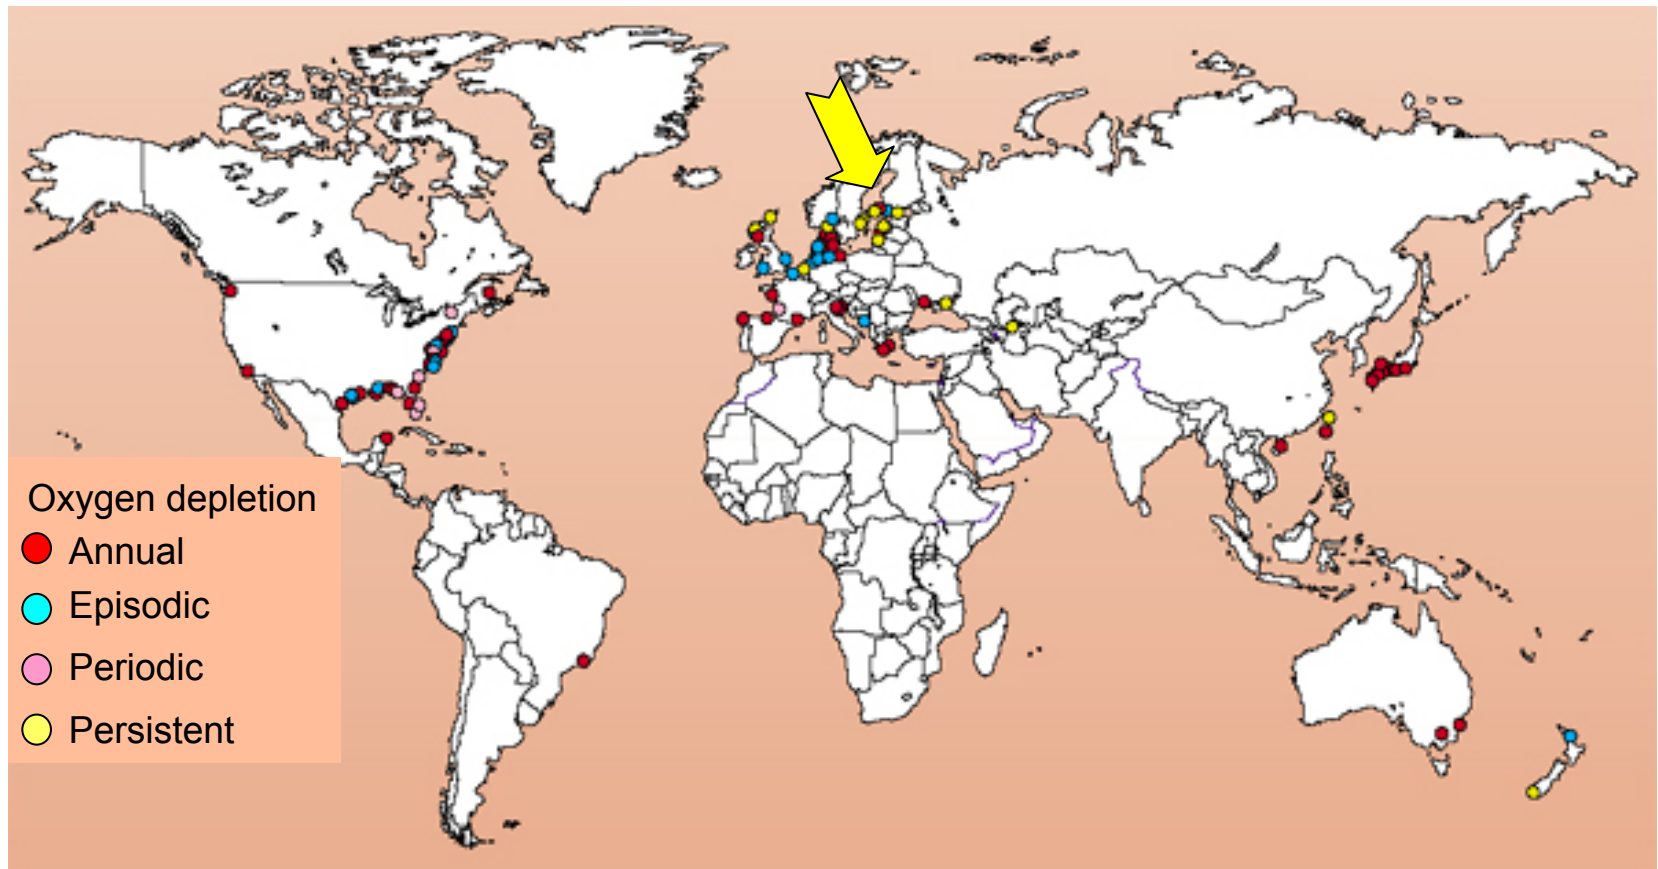 Oxygen depletion
Annual
Episodic
Periodic
Persistent